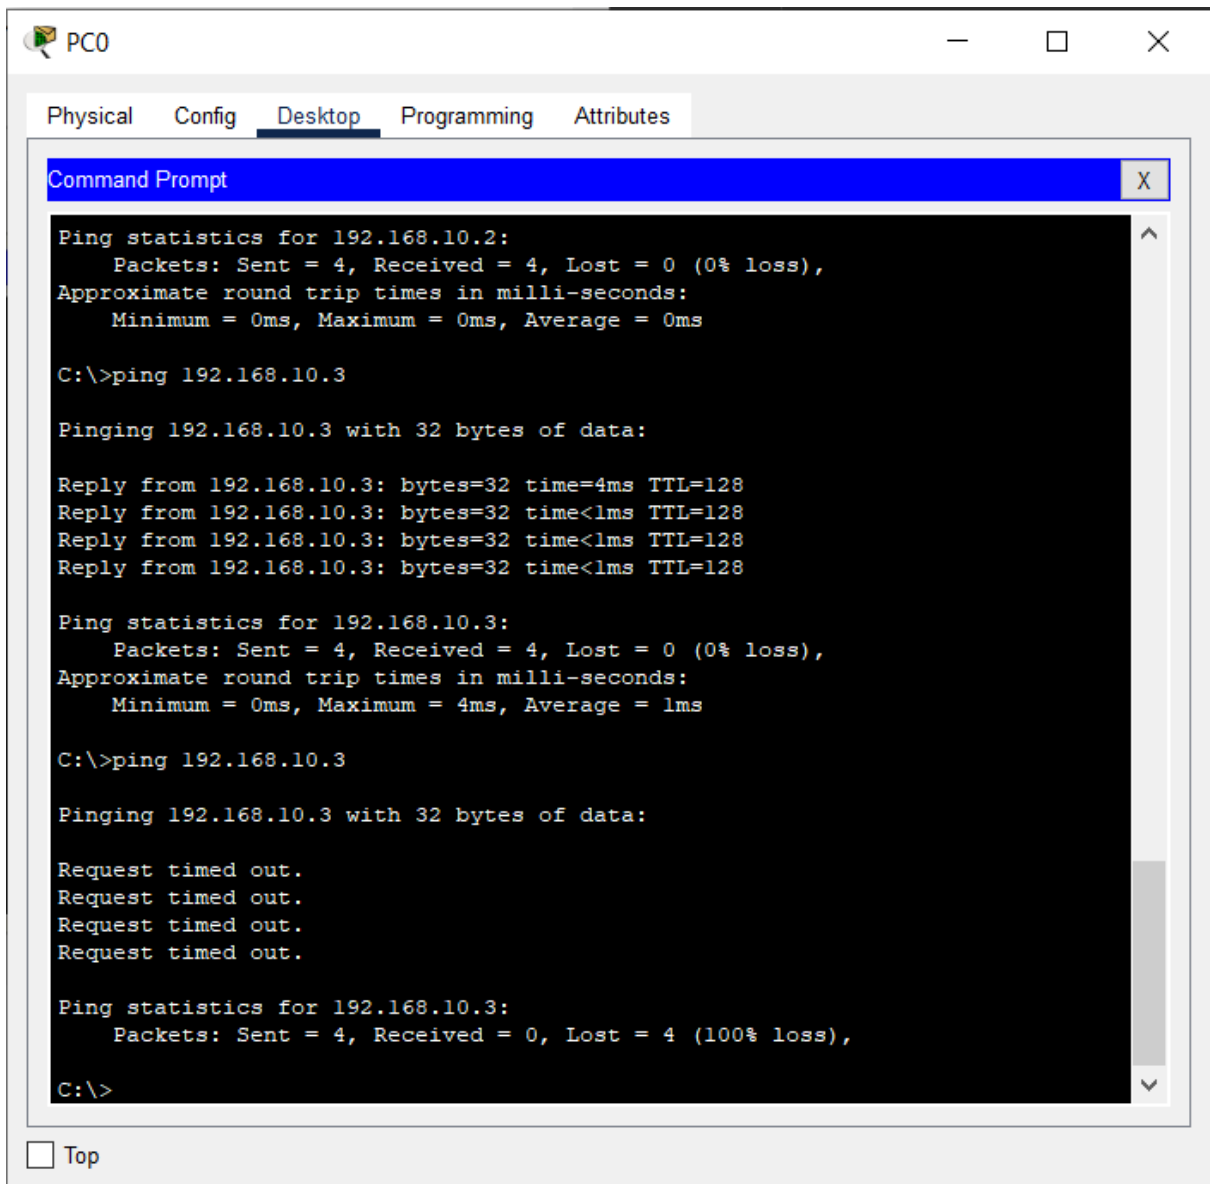 PC0
Physical Config Desktop Programming Attributes
Command Prompt X
Ping statistics for 192.168.10.2:
    Packets: Sent = 4, Received = 4, Lost = 0 (0% loss),
Approximate round trip times in milli-seconds:
    Minimum = 0ms, Maximum = 0ms, Average = 0ms
C:\>ping 192.168.10.3
Pinging 192.168.10.3 with 32 bytes of data:
Reply from 192.168.10.3: bytes=32 time=4ms TTL=128
Reply from 192.168.10.3: bytes=32 time<1ms TTL=128
Reply from 192.168.10.3: bytes=32 time<1ms TTL=128
Reply from 192.168.10.3: bytes=32 time<1ms TTL=128
Ping statistics for 192.168.10.3:
    Packets: Sent = 4, Received = 4, Lost = 0 (0% loss),
Approximate round trip times in milli-seconds:
    Minimum = 0ms, Maximum = 4ms, Average = 1ms
C:\>ping 192.168.10.3
Pinging 192.168.10.3 with 32 bytes of data:
Request timed out.
Request timed out.
Request timed out.
Request timed out.
Ping statistics for 192.168.10.3:
    Packets: Sent = 4, Received = 0, Lost = 4 (100% loss),
C:\>
Top